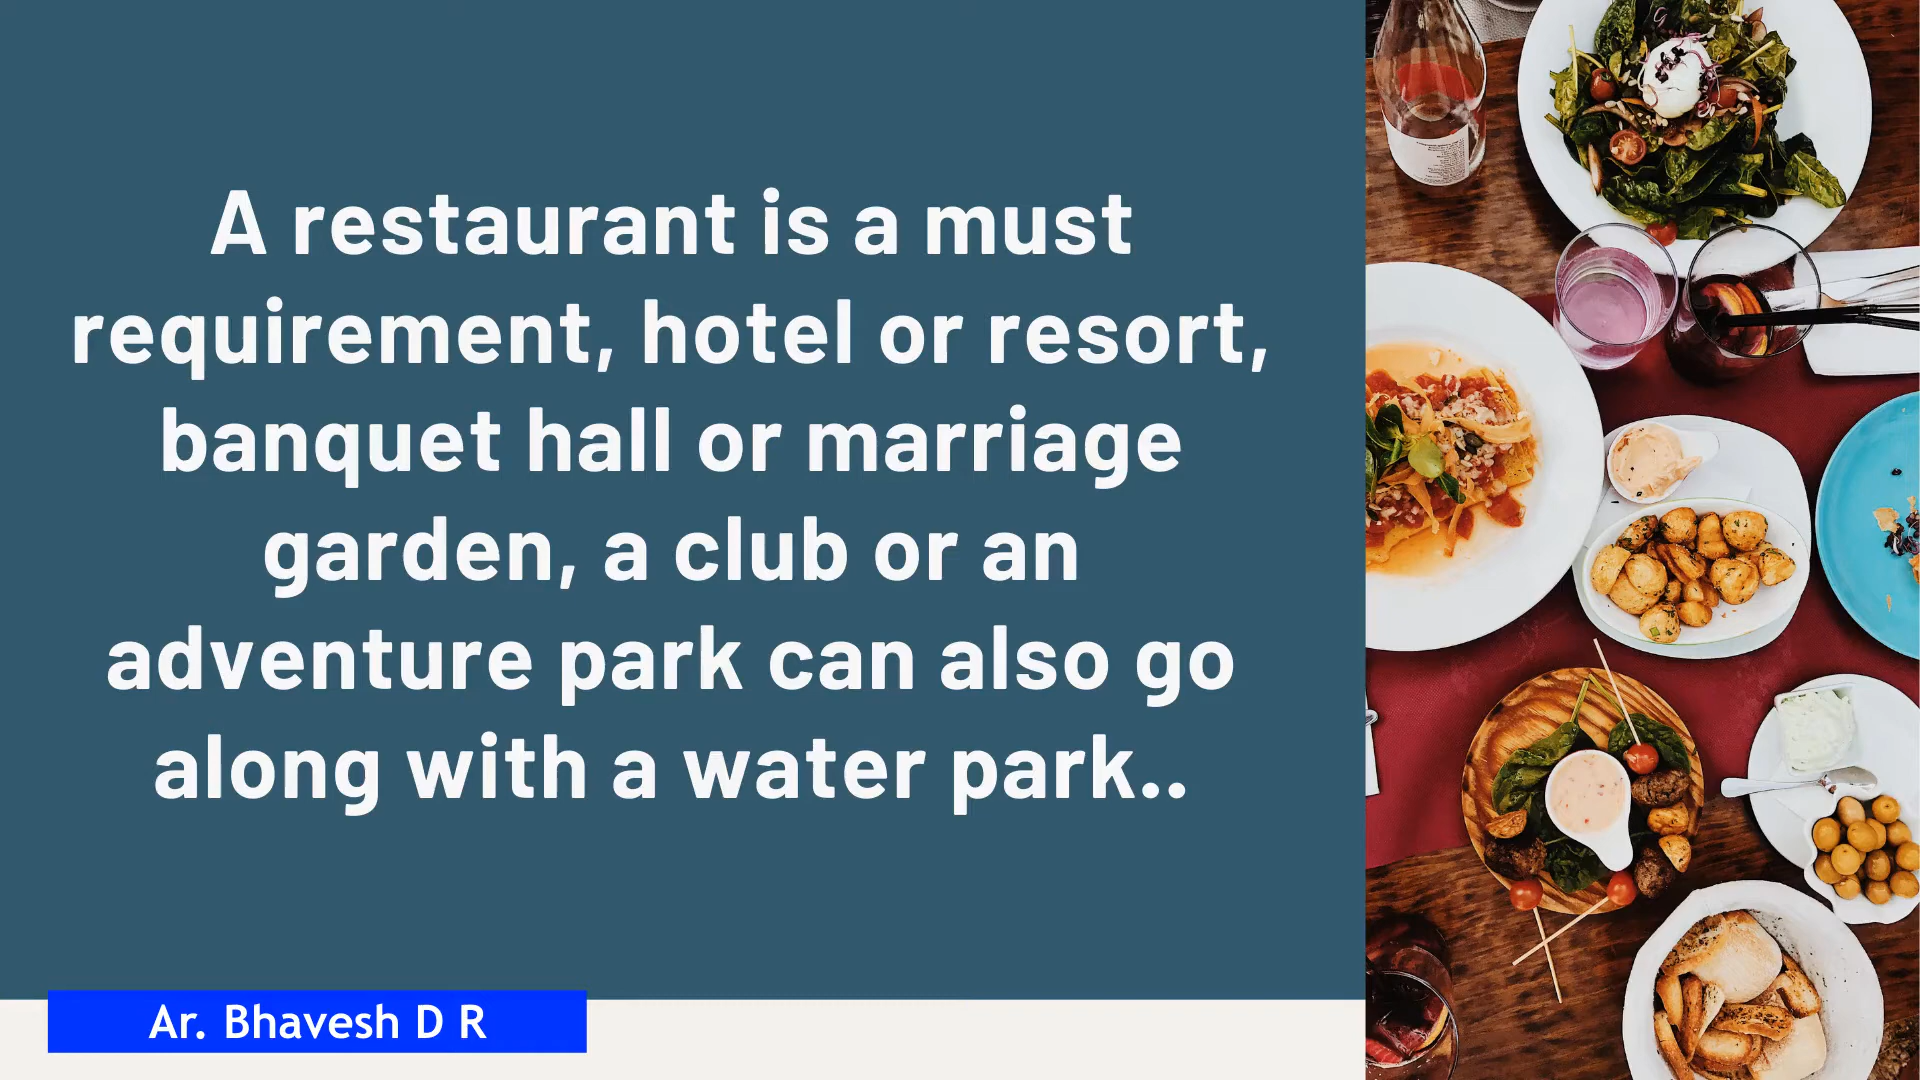 A restaurant is a must
requirement, hotel or resort,
banquet hall or marriage
garden, a club or an
adventure park can also go
along with a water park..
Ar. Bhavesh D R